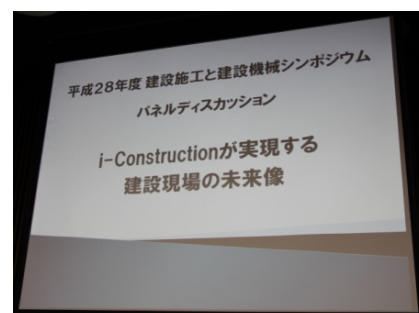 平成28年度 建設施工と建設機械シンポジウム
パネルディスカッション
i-Constructionが実現する
建設現場の未来像